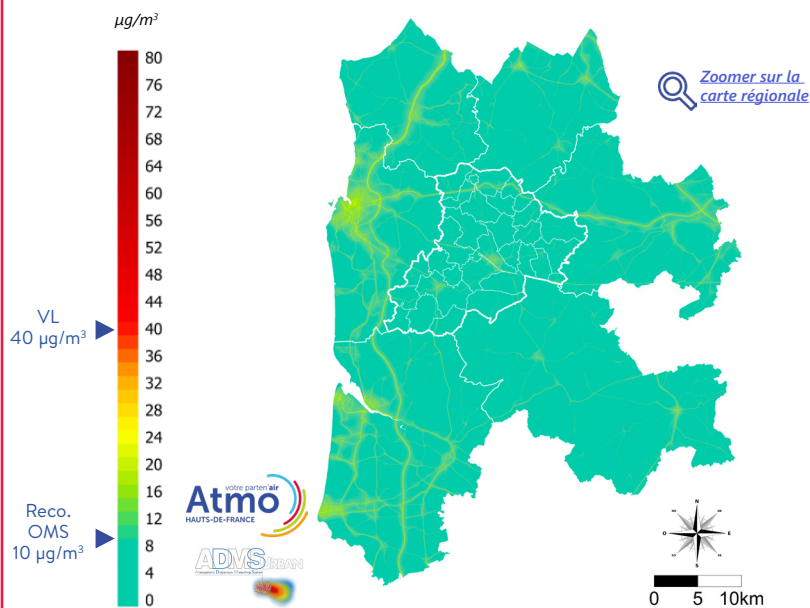 µg/m³
80
76
72
68
64
60
56
52
48
44
40
36
32
28
24
20
16
12
8
4
0
VL
40 µg/m³
Reco.
OMS
10 µg/m³
Zoomer sur la
carte régionale
votre parten'air
Atmo
HAUTS-DE-FRANCE
ADMS URBAN
N
O
E
S
0 5 10km